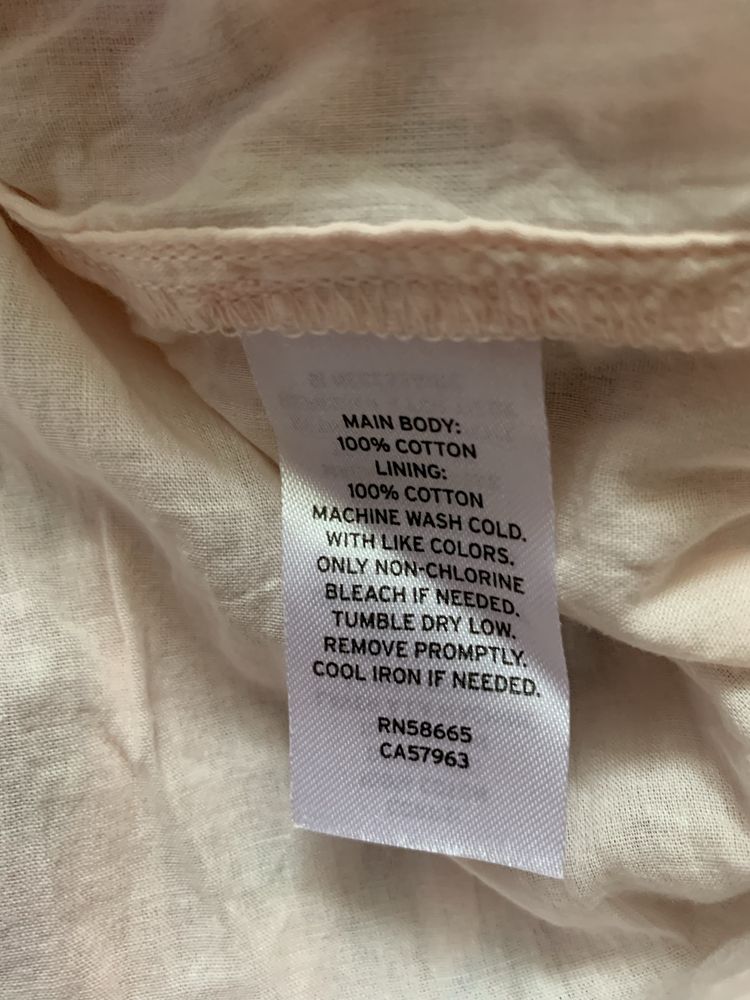 MAIN BODY:
100% COTTON
LINING:
100% COTTON
MACHINE WASH COLD.
WITH LIKE COLORS.
ONLY NON-CHLORINE
BLEACH IF NEEDED.
TUMBLE DRY LOW.
REMOVE PROMPTLY.
COOL IRON IF NEEDED.
RN58665
CA57963